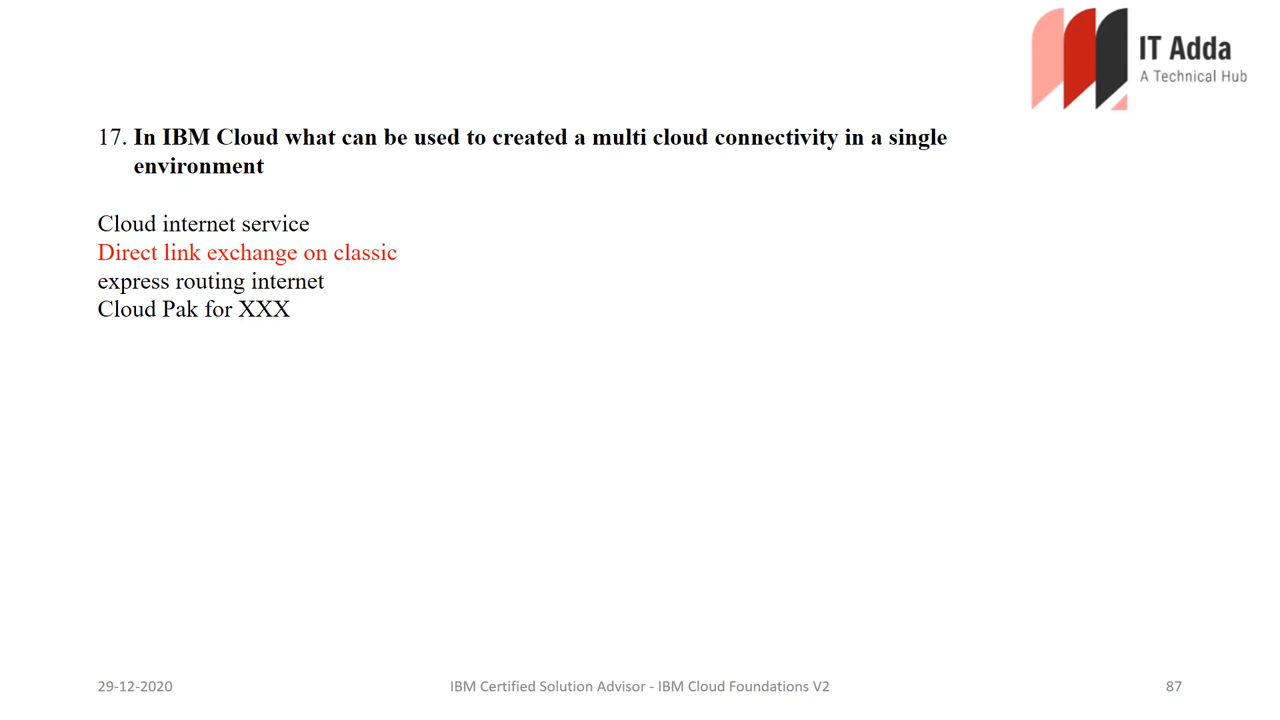 IT Adda
A Technical Hub
17. In IBM Cloud what can be used to created a multi cloud connectivity in a single
environment
Cloud internet service
Direct link exchange on classic
express routing internet
Cloud Pak for XXX
29-12-2020
IBM Certified Solution Advisor - IBM Cloud Foundations V2
87